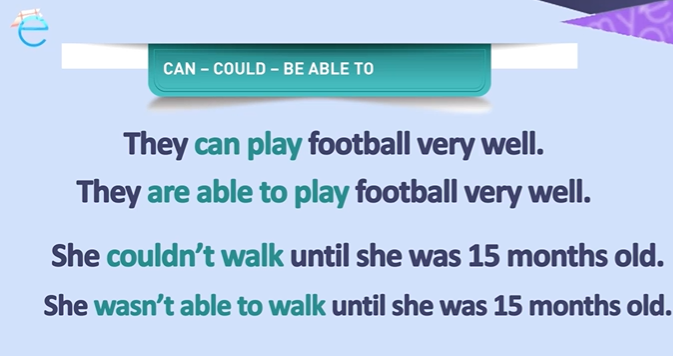 CAN – COULD – BE ABLE TO
They can play football very well.
They are able to play football very well.
She couldn’t walk until she was 15 months old.
She wasn’t able to walk until she was 15 months old.